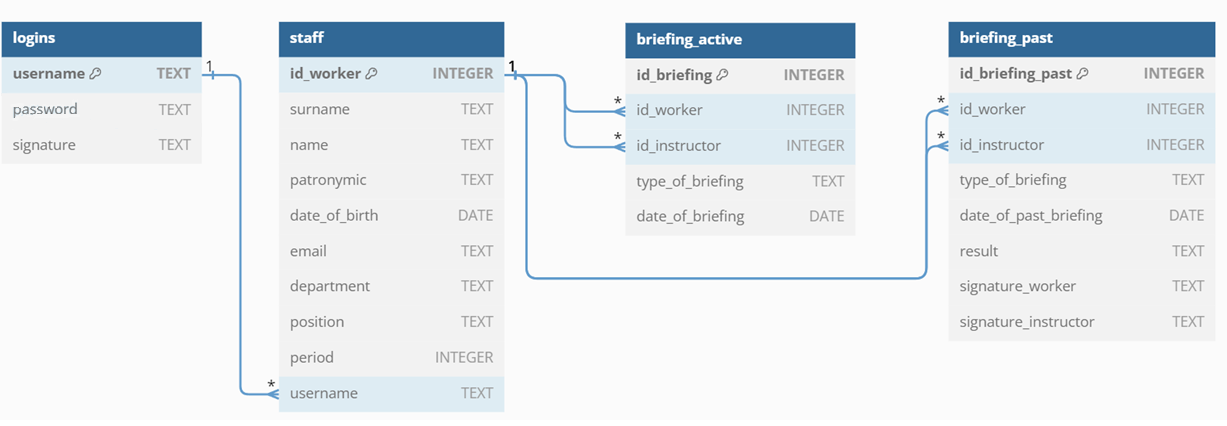 logins
username TEXT
password TEXT
signature TEXT
1
*
staff
id_worker INTEGER
surname TEXT
name TEXT
patronymic TEXT
date_of_birth DATE
email TEXT
department TEXT
position TEXT
period INTEGER
username TEXT
1
*
*
briefing_active
id_briefing INTEGER
id_worker INTEGER
id_instructor INTEGER
type_of_briefing TEXT
date_of_briefing DATE
*
*
briefing_past
id_briefing_past INTEGER
id_worker INTEGER
id_instructor INTEGER
type_of_briefing TEXT
date_of_past_briefing DATE
result TEXT
signature_worker TEXT
signature_instructor TEXT